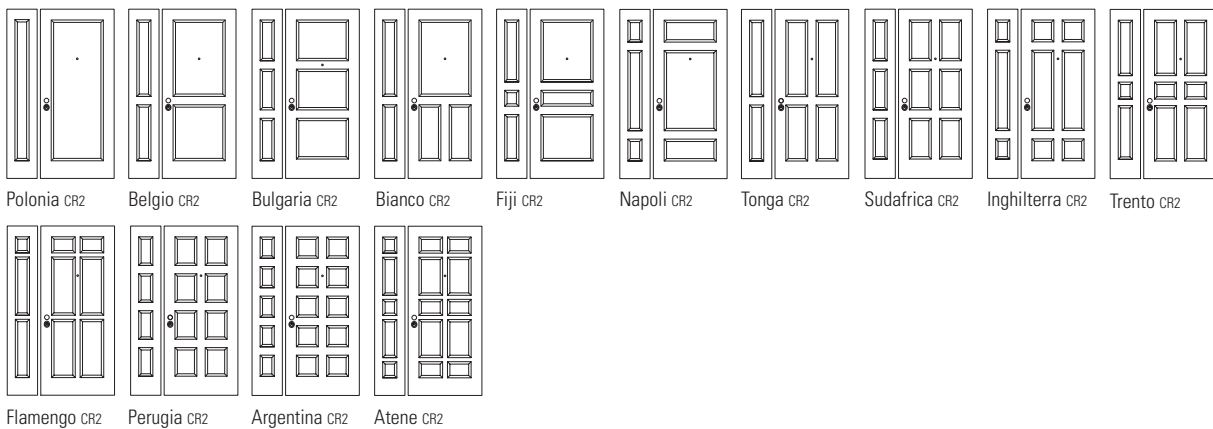 Polonia CR2 Belgio CR2 Bulgaria CR2 Bianco CR2 Fiji CR2 Napoli CR2 Tonga CR2 Sudafrica CR2 Inghilterra CR2 Trento CR2
Flamengo CR2 Perugia CR2 Argentina CR2 Atene CR2